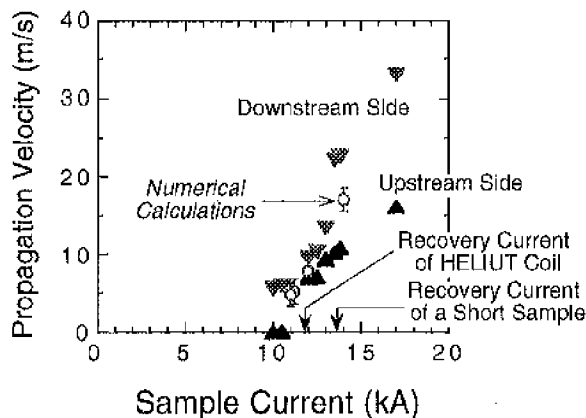 Propagation Velocity (m/s)
40
30
20
10
0
Downstream Side
Numerical
Calculations
Upstream Side
Recovery Current
of HELIUT Coil
Recovery Current
of a Short Sample
0
5
10
15
20
Sample Current (kA)